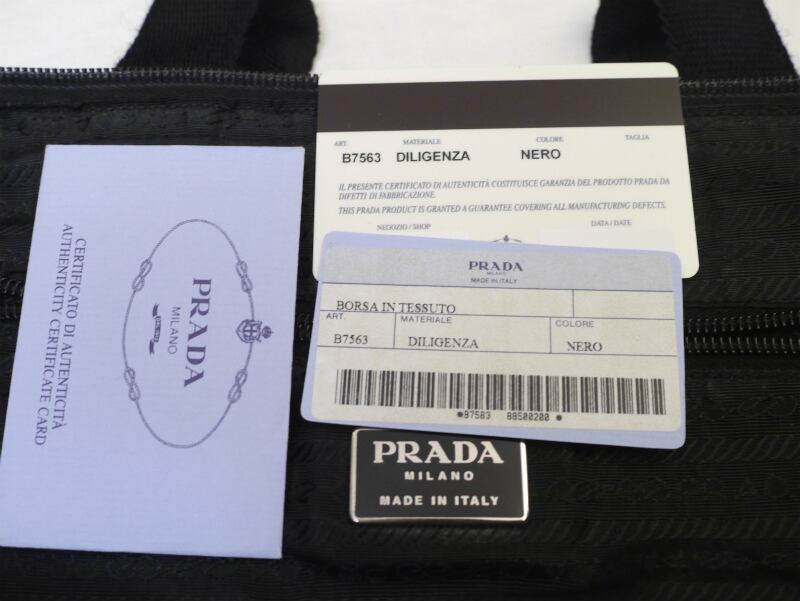 CERTIFICATO DI AUTENTICITÀ
AUTHENTICITY CERTIFICATE CARD
PRADA
MILANO
ART. MATERIALE COLORE TAGLIA
B7563 DILIGENZA NERO
IL PRESENTE CERTIFICATO DI AUTENTICITÀ COSTITUISCE GARANZIA DEL PRODOTTO PRADA DA
DIFETTI DI FABBRICAZIONE.
THIS PRADA PRODUCT IS GRANTED A GUARANTEE COVERING ALL MANUFACTURING DEFECTS.
NEGOZIO / SHOP DATA / DATE
PRADA
MILANO
MADE IN ITALY
BORSA IN TESSUTO
ART. MATERIALE COLORE
B7563 DILIGENZA NERO
*B7563 B8500200 *
PRADA
MILANO
MADE IN ITALY